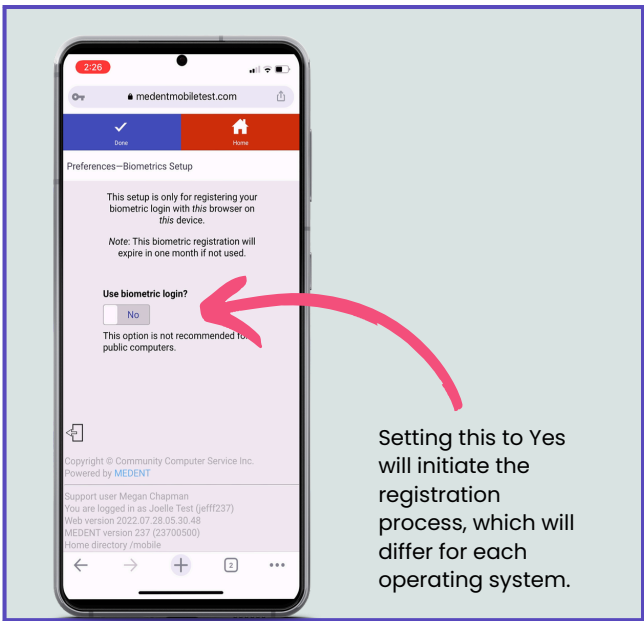 2:26
medentmobiletest.com
Done
Home
Preferences—Biometrics Setup
This setup is only for registering your
biometric login with this browser on
this device.
Note: This biometric registration will
expire in one month if not used.
Use biometric login?
No
This option is not recommended for
public computers.
Copyright © Community Computer Service Inc.
Powered by MEDENT
Support user Megan Chapman
You are logged in as Joelle Test (jefff237)
Web version 2022.07.28.05.30.48
MEDENT version 237 (23700500)
Home directory /mobile
2
Setting this to Yes
will initiate the
registration
process, which will
differ for each
operating system.